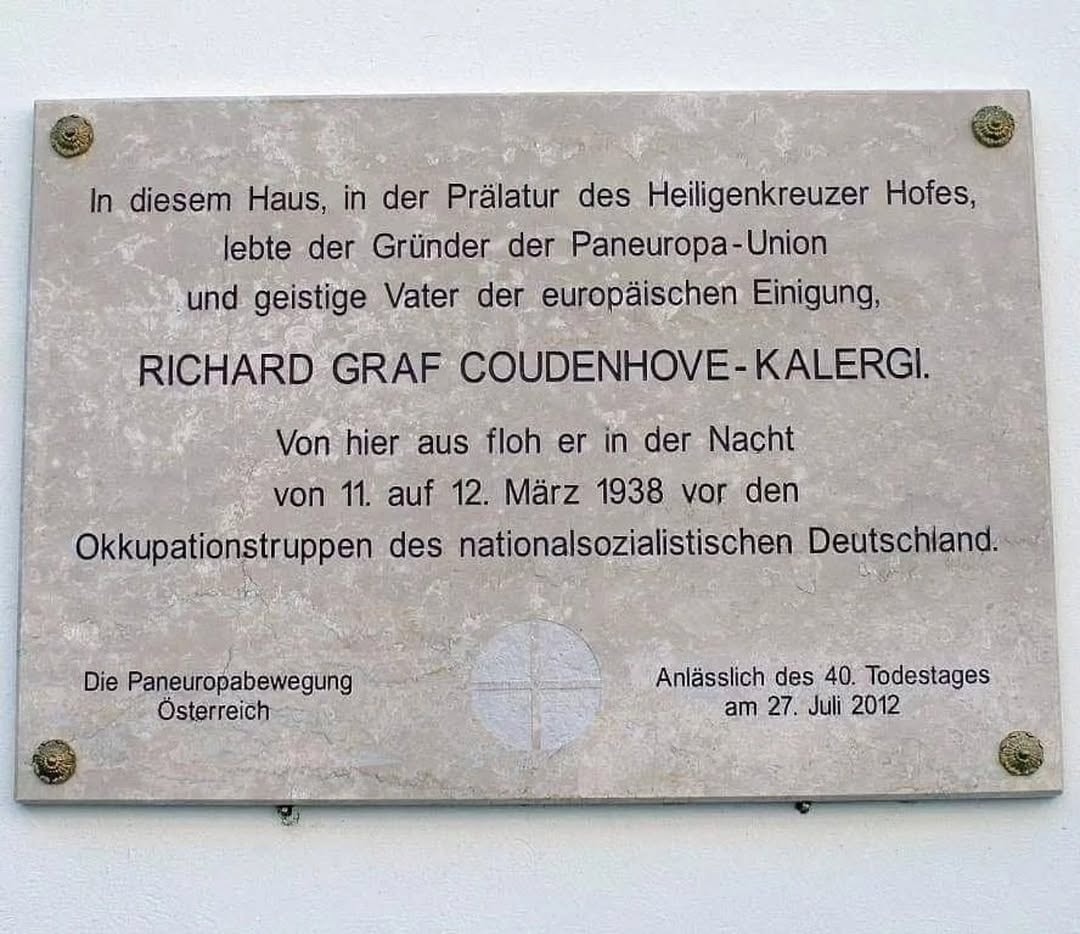 In diesem Haus, in der Prälatur des Heiligenkreuzer Hofes,
lebte der Gründer der Paneuropa-Union
und geistige Vater der europäischen Einigung,
RICHARD GRAF COUDENHOVE-KALERGI.
Von hier aus floh er in der Nacht
von 11. auf 12. März 1938 vor den
Okkupationstruppen des nationalsozialistischen Deutschland.
Die Paneuropabewegung
Österreich
Anlässlich des 40. Todestages
am 27. Juli 2012